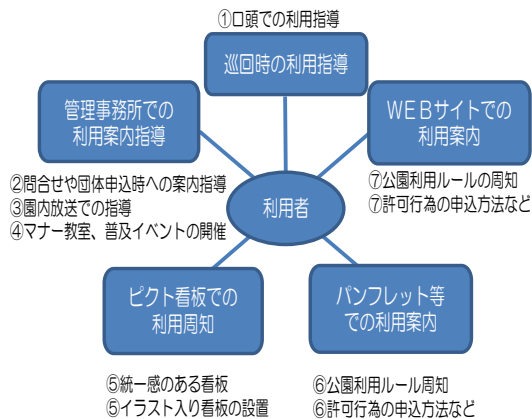 ①口頭での利用指導
巡回時の利用指導
管理事務所での
利用案内指導
②問合せや団体申込時への案内指導
③園内放送での指導
④マナー教室、普及イベントの開催
WEBサイトでの
利用案内
⑦公園利用ルールの周知
⑦許可行為の申込方法など
利用者
ピクト看板での
利用周知
⑤統一感のある看板
⑤イラスト入り看板の設置
パンフレット等
での利用案内
⑥公園利用ルール周知
⑥許可行為の申込方法など